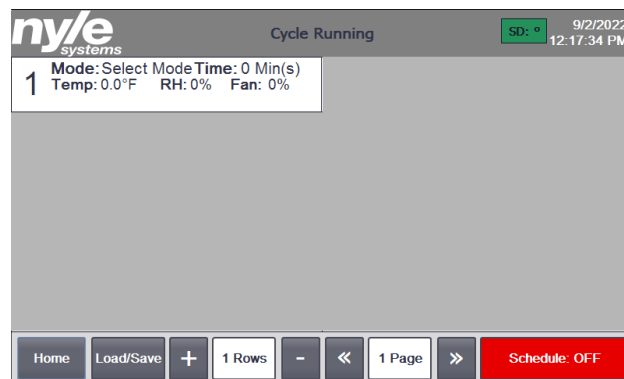 nyle
systems
Cycle Running
SD: °
9/2/2022
12:17:34 PM
1
Mode: Select Mode Time: 0 Min(s)
Temp: 0.0°F RH: 0% Fan: 0%
Home Load/Save + 1 Rows - « 1 Page » Schedule: OFF